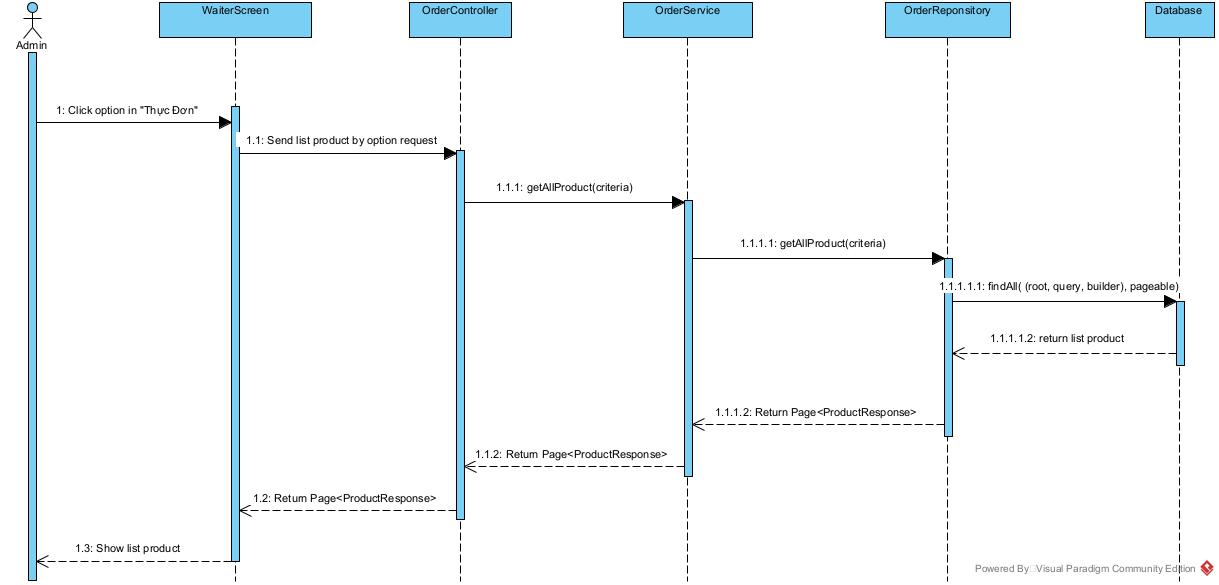 WaiterScreen
OrderController
OrderService
OrderReponsitory
Database
Admin
1: Click option in "Thực Đơn"
1.1: Send list product by option request
1.1.1: getAllProduct(criteria)
1.1.1.1: getAllProduct(criteria)
1.1.1.1.1: findAll( (root, query, builder), pageable)
1.1.1.1.2: return list product
1.1.1.2: Return Page<ProductResponse>
1.1.2: Return Page<ProductResponse>
1.2: Return Page<ProductResponse>
1.3: Show list product
Powered By Visual Paradigm Community Edition